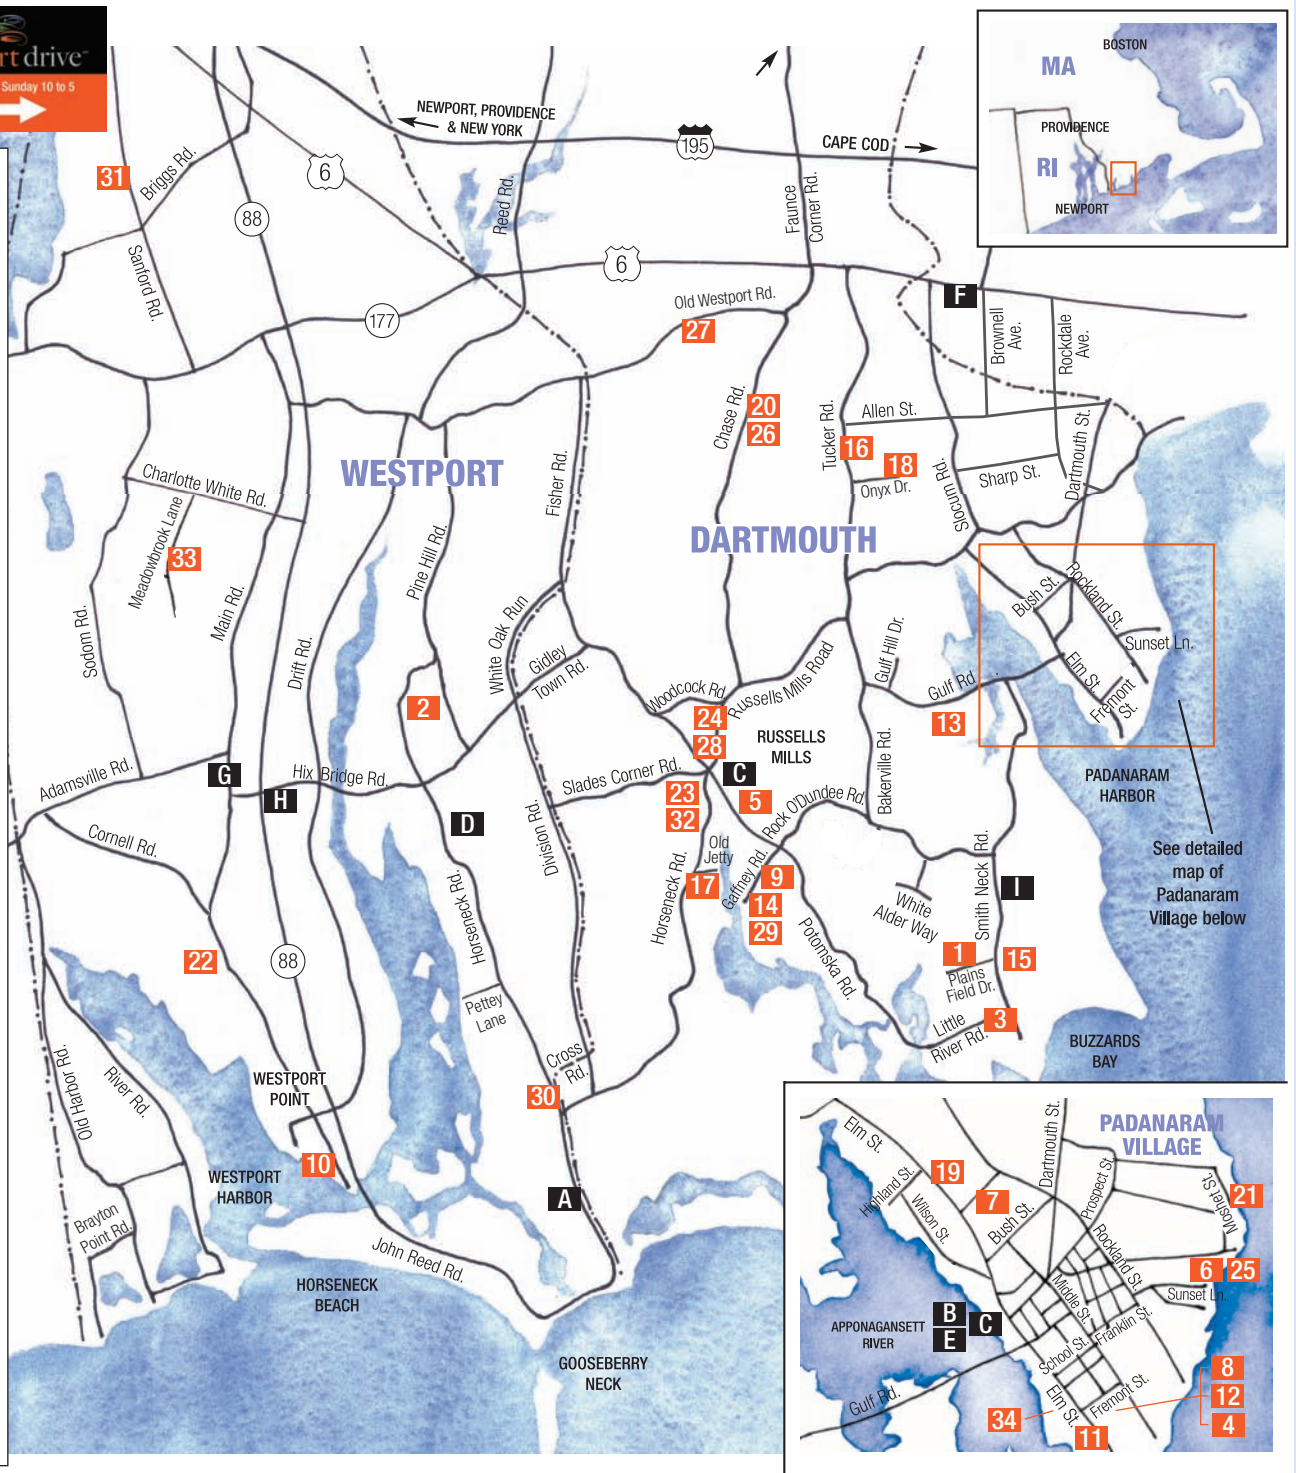 rt drive
Sunday 10 to 5
NEWPORT, PROVIDENCE
& NEW YORK
195
CAPE COD
BOSTON
MA
PROVIDENCE
RI
NEWPORT
31
Briggs Rd.
6
88
Reed Rd.
Faunce
Corner Rd.
Sanford Rd.
6
177
Old Westport Rd.
27
F
Brownell
Ave.
Rockdale
Ave.
Chase Rd.
20
26
Tucker Rd.
Allen St.
16
18
Onyx Dr.
Slocum Rd.
Sharp St.
Dartmouth St.
WESTPORT
DARTMOUTH
Charlotte White Rd.
Meadowbrook Lane
33
Fisher Rd.
Pine Hill Rd.
Sodom Rd.
Main Rd.
Drift Rd.
White Oak Run
Gidley
Town Rd.
Bush St.
Rockland St.
Sunset Ln.
Elm St.
Fremont
St.
Gulf Hill Dr.
Gulf Rd
13
2
Woodcock Rd.
Russells Mills Road
24
28
RUSSELLS
MILLS
Adamsville Rd.
G
Hix Bridge Rd.
H
Slades Corner Rd.
C
23
32
5
Rock O'Dundee Rd.
Bakerville Rd.
PADANARAM
HARBOR
Cornell Rd.
D
Division Rd.
Old
Jetty
Horseneck Rd.
17
Gaffney Rd.
9
14
29
Smith Neck Rd.
I
See detailed
map of
Padanaram
Village below
White
Alder Way
Horseneck Rd.
22
88
Potomska Rd.
1
15
Plains
Field Dr.
Pettey
Lane
Little
River Rd.
3
BUZZARDS
BAY
Old Harbor Rd.
River Rd.
WESTPORT
POINT
Cross
Rd.
30
10
WESTPORT
HARBOR
A
Brayton
Point Rd.
John Reed Rd.
HORSENECK
BEACH
GOOSEBERRY
NECK
PADANARAM
VILLAGE
Elm St.
Dartmouth St.
Highland St.
19
Wilson St.
7
Bush St.
Prospect St.
Moshet St.
21
Rockland St.
6
25
Sunset Ln.
Middle St.
B
E
C
APPONAGANSETT
RIVER
School St.
Franklin St.
Gulf Rd.
Elm St.
Fremont St.
8
12
4
34
11